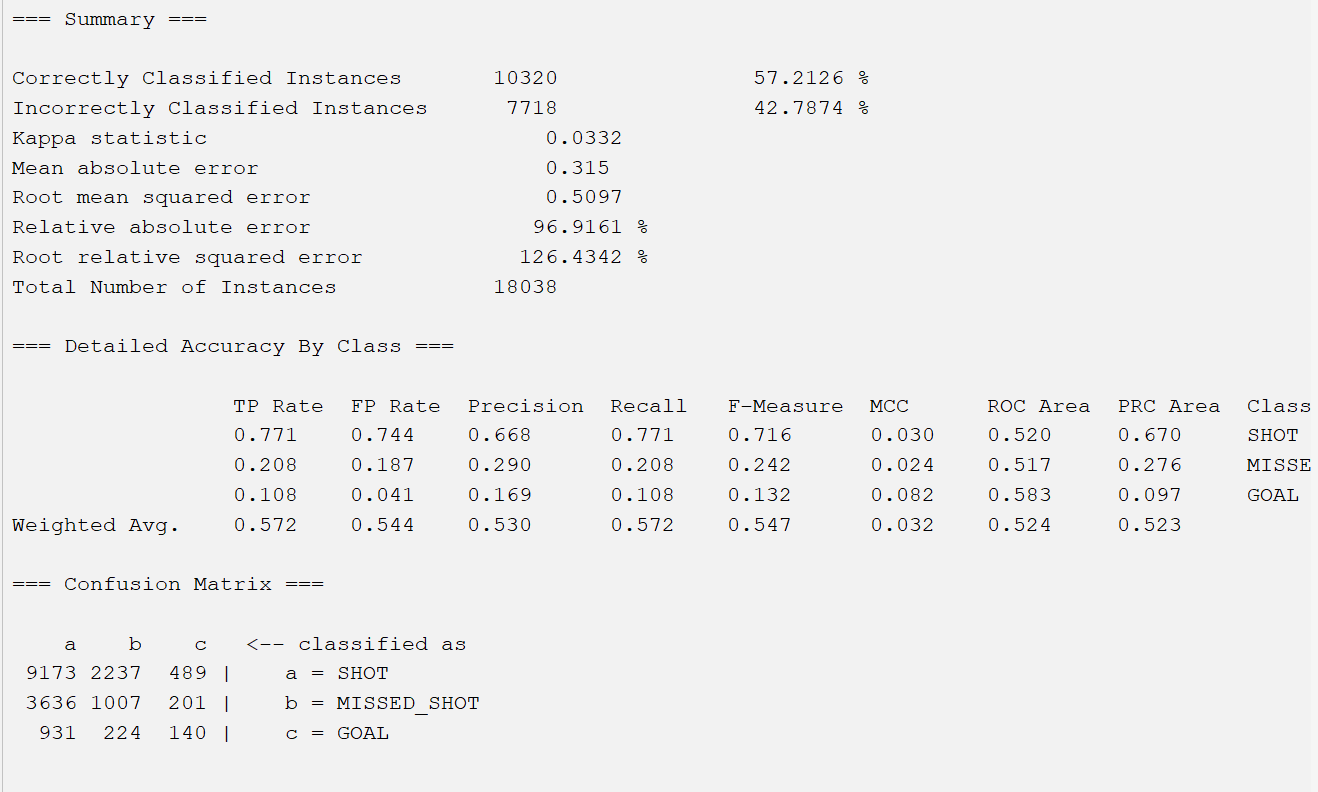 === Summary ===
Correctly Classified Instances 10320 57.2126 %
Incorrectly Classified Instances 7718 42.7874 %
Kappa statistic 0.0332
Mean absolute error 0.315
Root mean squared error 0.5097
Relative absolute error 96.9161 %
Root relative squared error 126.4342 %
Total Number of Instances 18038
=== Detailed Accuracy By Class ===
TP Rate FP Rate Precision Recall F-Measure MCC ROC Area PRC Area Class
0.771 0.744 0.668 0.771 0.716 0.030 0.520 0.670 SHOT
0.208 0.187 0.290 0.208 0.242 0.024 0.517 0.276 MISSE
0.108 0.041 0.169 0.108 0.132 0.082 0.583 0.097 GOAL
Weighted Avg. 0.572 0.544 0.530 0.572 0.547 0.032 0.524 0.523
=== Confusion Matrix ===
a b c <-- classified as
9173 2237 489 | a = SHOT
3636 1007 201 | b = MISSED_SHOT
931 224 140 | c = GOAL